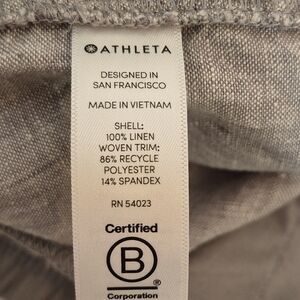 ATHLETA
DESIGNED IN
SAN FRANCISCO
MADE IN VIETNAM
SHELL:
100% LINEN
WOVEN TRIM:
86% RECYCLE
POLYESTER
14% SPANDEX
RN 54023
Certified
B
®
Corporation